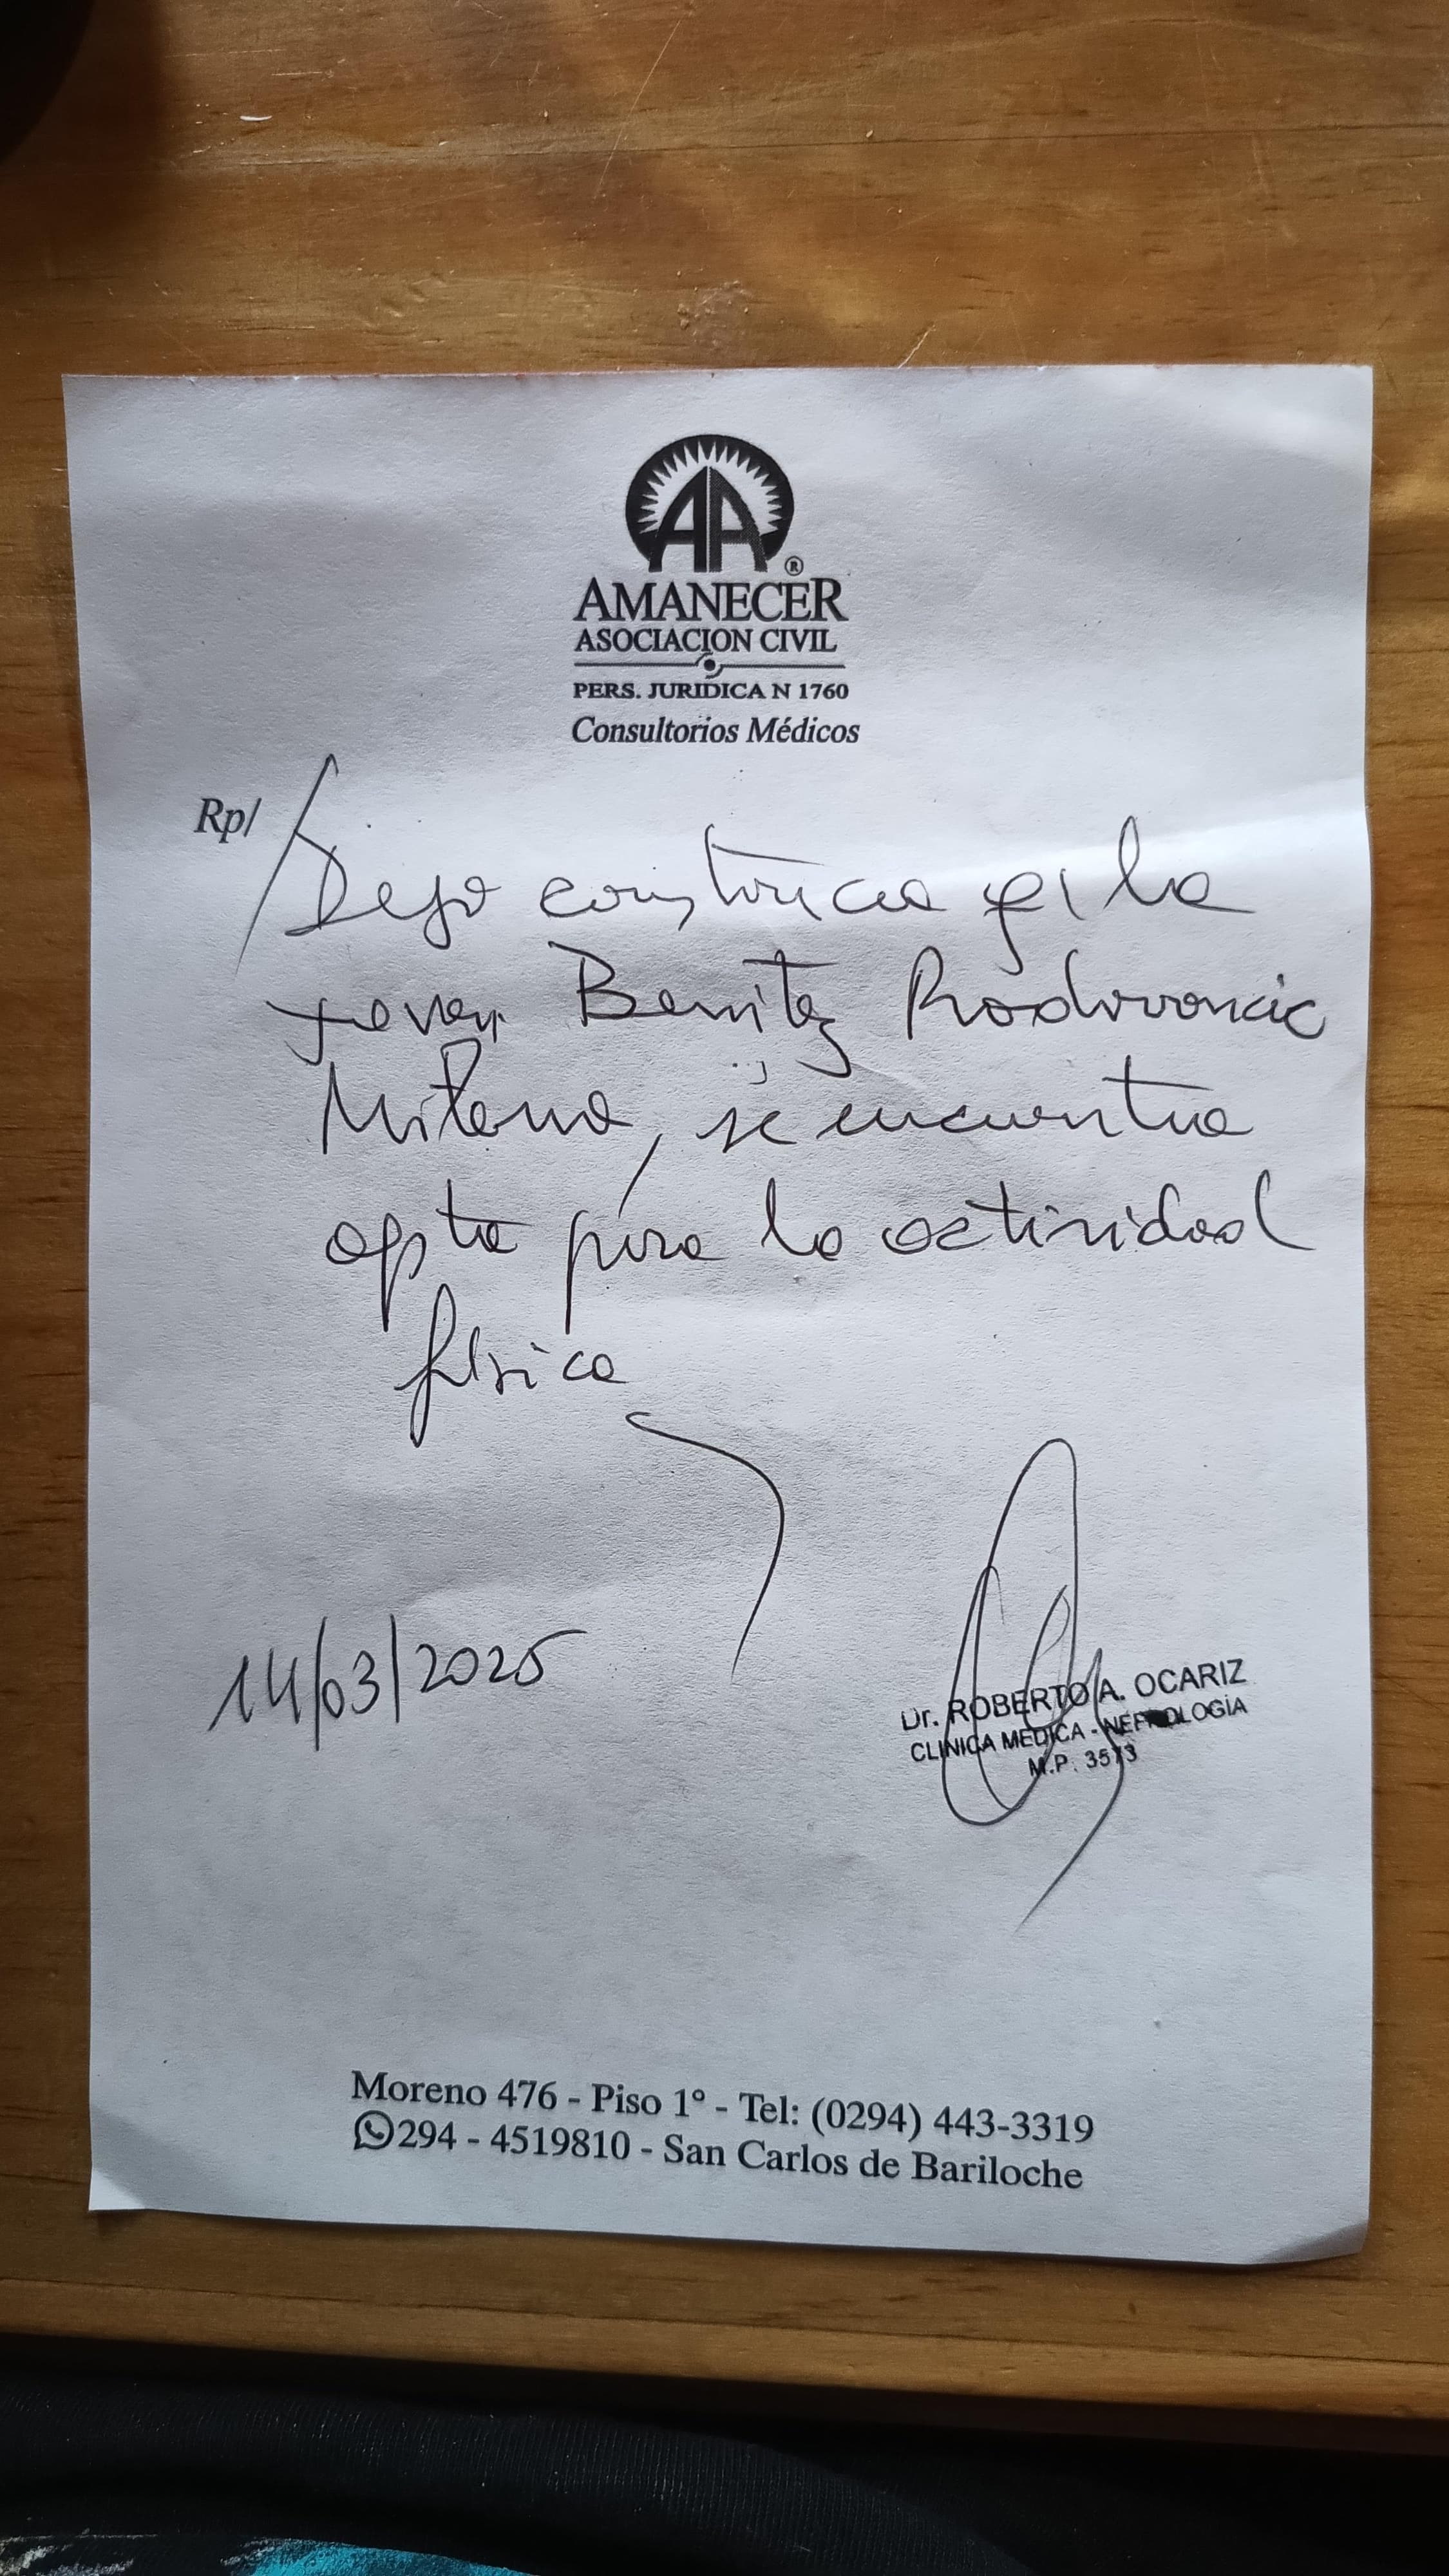 AA
®
AMANECER
ASOCIACION CIVIL
PERS. JURIDICA N 1760
Consultorios Médicos
Rp/
Dejo constancia q' la
joven Benitez
Milena, se encuentra
apta para la actividad
física
14/03/2025
Dr. ROBERTO A. OCARIZ
CLINICA MEDICA - NEFROLOGIA
M.P. 3573
Moreno 476 - Piso 1° - Tel: (0294) 443-3319
294 - 4519810 - San Carlos de Bariloche